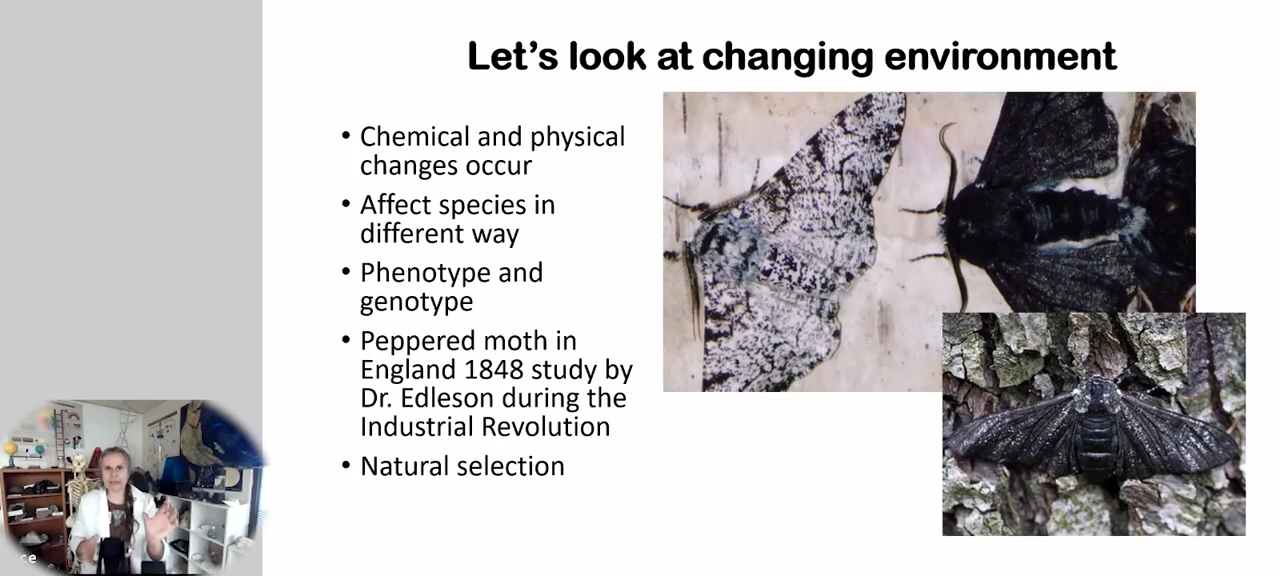 Let's look at changing environment
• Chemical and physical
changes occur
• Affect species in
different way
• Phenotype and
genotype
• Peppered moth in
England 1848 study by
Dr. Edleson during the
Industrial Revolution
• Natural selection